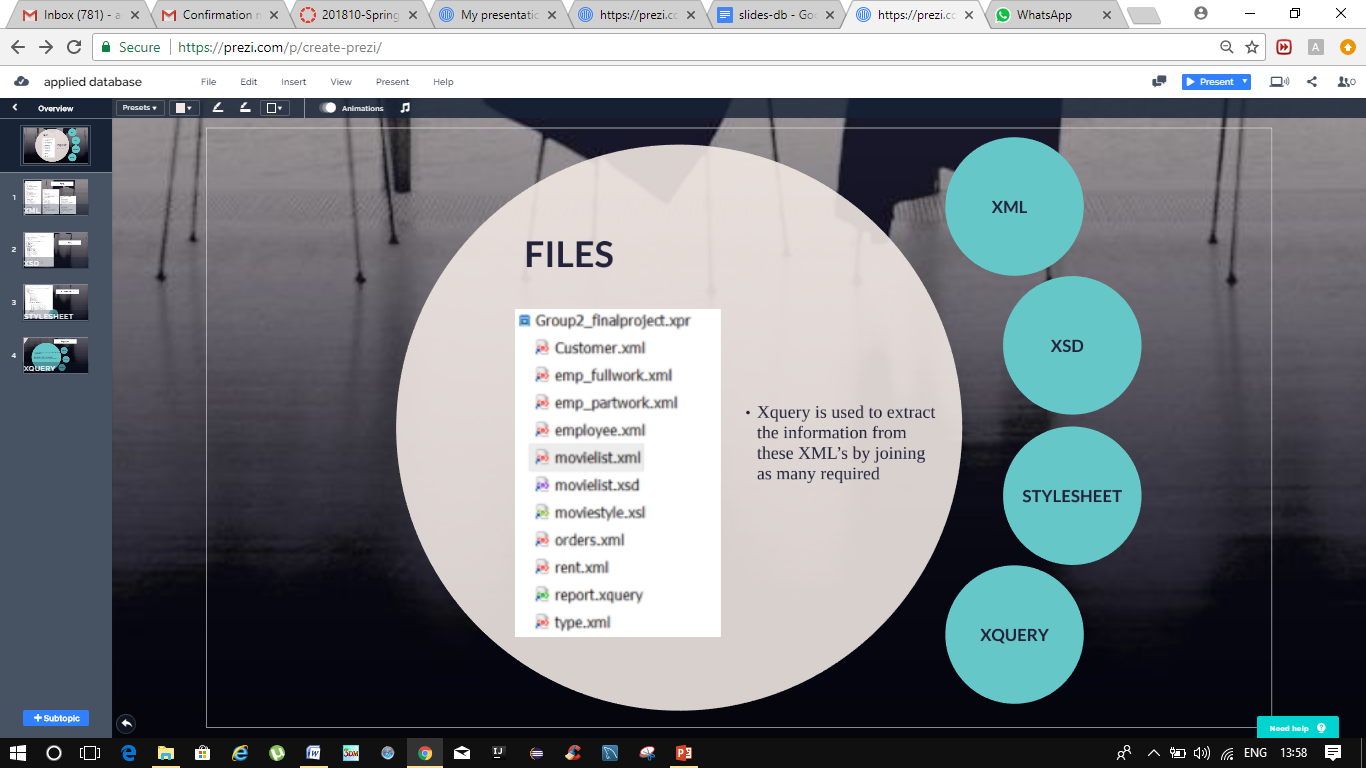 Inbox (781) - a
Confirmation n
201810-Spring
My presentatio
https://prezi.co
slides-db - Goo
https://prezi.co
WhatsApp
Secure
https://prezi.com/p/create-prezi/
A
applied database
File
Edit
Insert
View
Present
Help
Present
0
Overview
Presets
Animations
1
2
XSD
3
STYLESHEET
4
XQUERY
FILES
Group2_finalproject.xpr
Customer.xml
emp_fullwork.xml
emp_partwork.xml
employee.xml
movielist.xml
movielist.xsd
moviestyle.xsl
orders.xml
rent.xml
report.xquery
type.xml
• Xquery is used to extract
the information from
these XML’s by joining
as many required
XML
XSD
STYLESHEET
XQUERY
+ Subtopic
Need help ?
ENG
13:58